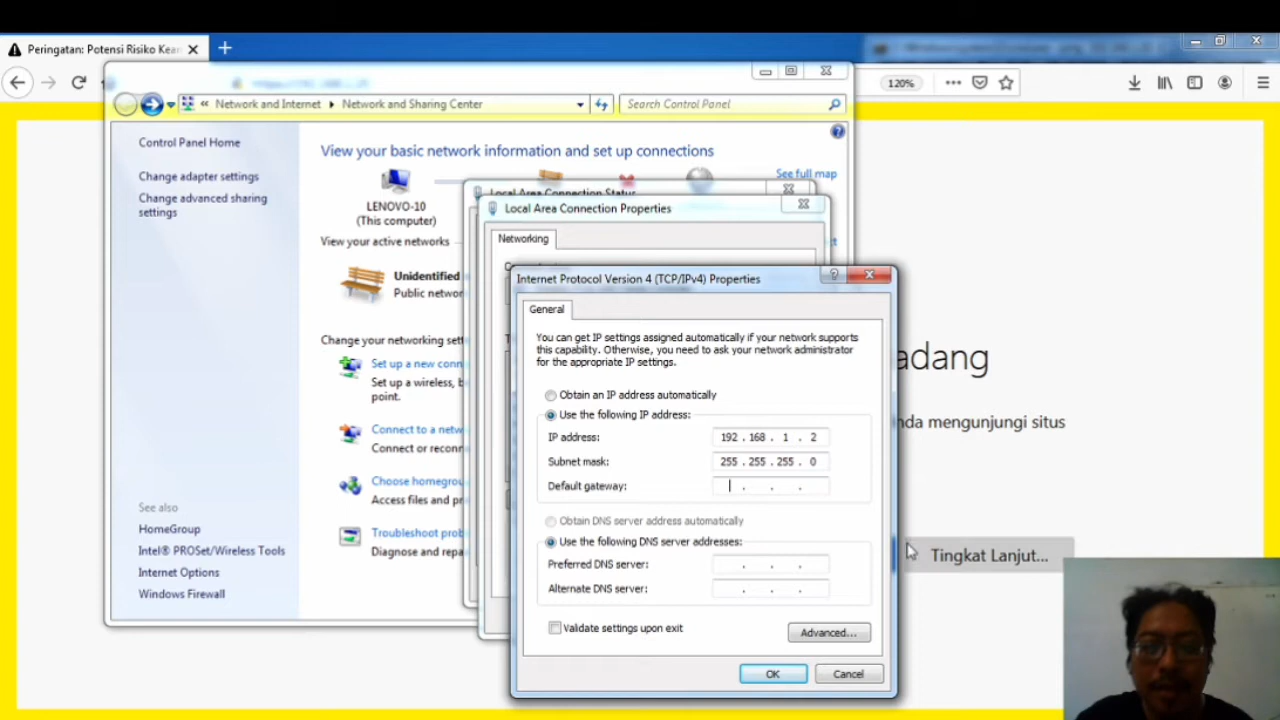 Peringatan: Potensi Risiko Kea
120%
Network and Internet
Network and Sharing Center
Search Control Panel
Control Panel Home
Change adapter settings
Change advanced sharing
settings
See also
HomeGroup
Intel® PROSet/Wireless Tools
Internet Options
Windows Firewall
View your basic network information and set up connections
See full map
LENOVO-10
(This computer)
View your active networks
Unidentified
Public networ
Change your networking set
Set up a new conn
Set up a wireless, b
point.
Connect to a netw
Connect or reconn
Choose homegrou
Access files and p
Troubleshoot prob
Diagnose and repa
Local Area Connection Status
Local Area Connection Properties
Networking
Internet Protocol Version 4 (TCP/IPv4) Properties
General
You can get IP settings assigned automatically if your network supports
this capability. Otherwise, you need to ask your network administrator
for the appropriate IP settings.
Obtain an IP address automatically
Use the following IP address:
IP address: 192 . 168 . 1 . 2
Subnet mask: 255 . 255 . 255 . 0
Default gateway: . . .
Obtain DNS server address automatically
Use the following DNS server addresses:
Preferred DNS server: . . .
Alternate DNS server: . . .
Validate settings upon exit
Advanced...
OK
Cancel
adang
nda mengunjungi situs
Tingkat Lanjut...